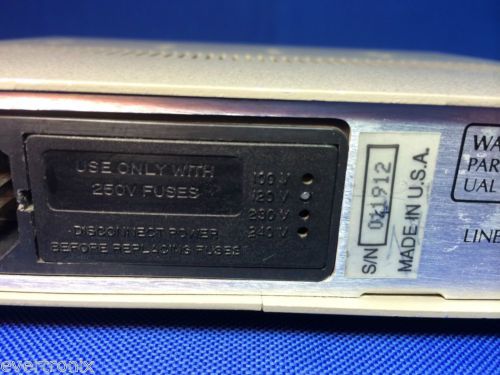 USE ONLY WITH
250V FUSES
DISCONNECT POWER
BEFORE REPLACING FUSES
100 V
120 V
230 V
240 V
S/N
MADE IN U.S.A.
WA
PAR
UAL
LINE
evertronix